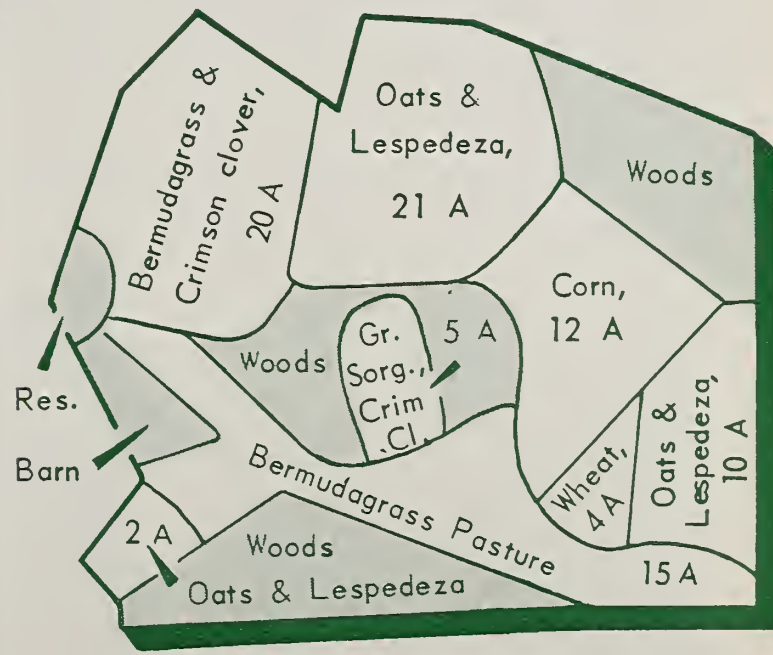 Bermudagrass &
Crimson clover,
20 A
Oats &
Lespedeza,
21 A
Woods
Corn,
12 A
Woods
Gr.
Sorg.,
Crim
.Cl.
5 A
Res.
Barn
Bermudagrass Pasture
15 A
Wheat,
4 A
Oats &
Lespedeza,
10 A
2 A
Woods
Oats & Lespedeza